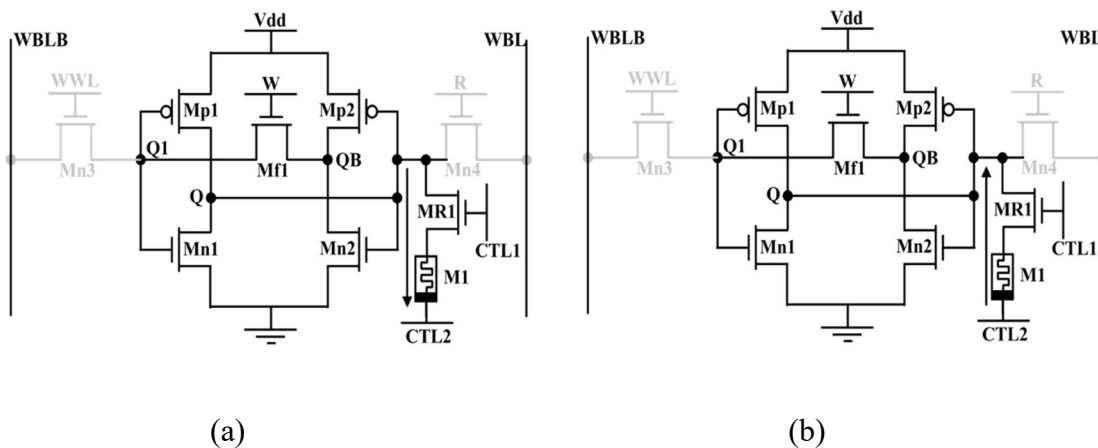 Vdd
WBLB
WBL
WWL
W
R
Mp1
Mp2
Q1
QB
Mn3
Mf1
Mn4
Q
MR1
Mn1
Mn2
CTL1
M1
CTL2
(a)
Vdd
WBLB
WBL
WWL
W
R
Mp1
Mp2
Q1
QB
Mn3
Mf1
Mn4
Q
MR1
Mn1
Mn2
CTL1
M1
CTL2
(b)